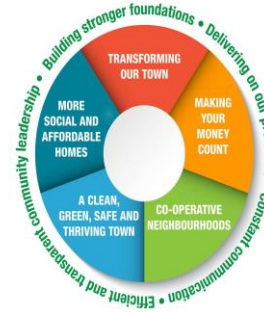 Building stronger foundations • Delivering on our
Constant communication •
Efficient and transparent community leadership •
TRANSFORMING
OUR TOWN
MAKING
YOUR
MONEY
COUNT
CO-OPERATIVE
NEIGHBOURHOODS
A CLEAN,
GREEN, SAFE AND
THRIVING TOWN
MORE
SOCIAL AND
AFFORDABLE
HOMES